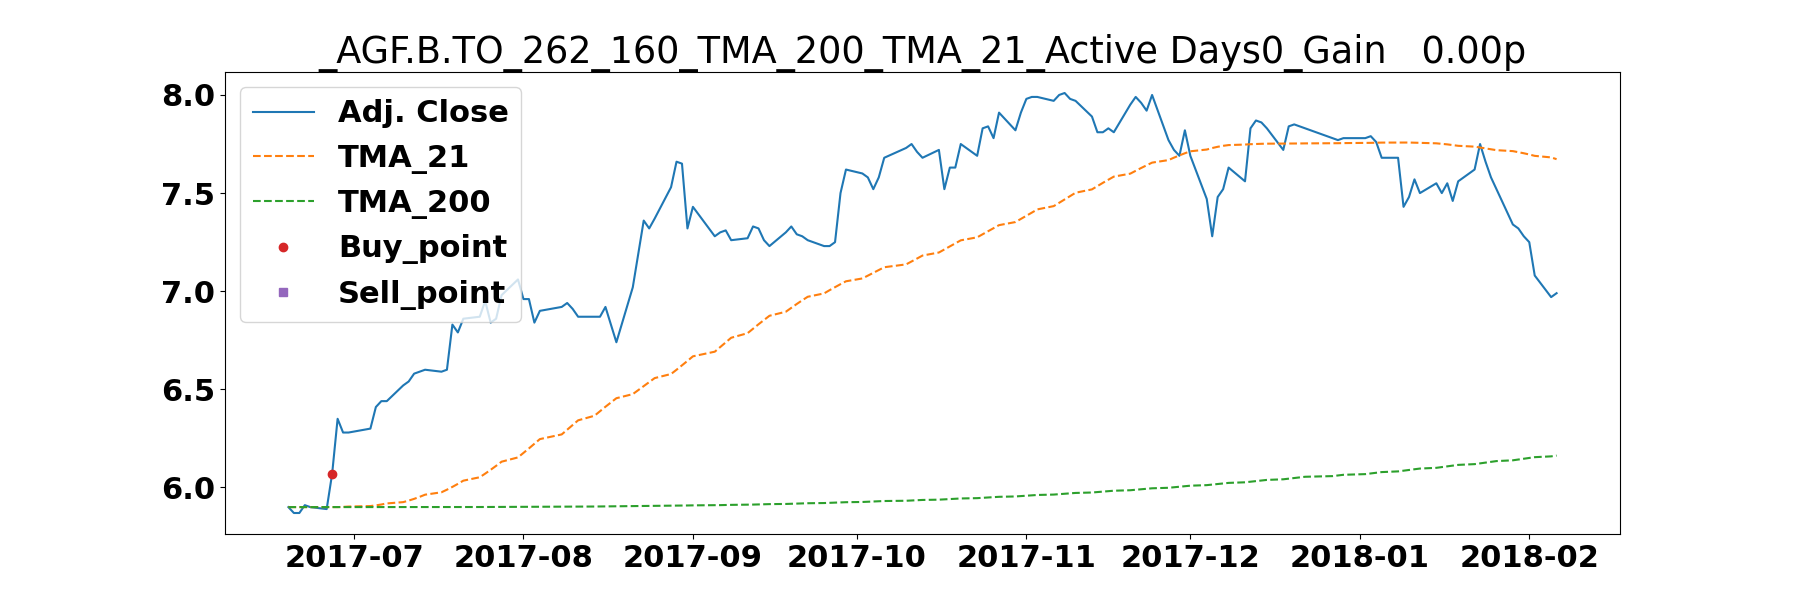 _AGF.B.TO_262_160_TMA_200_TMA_21_Active Days0_Gain   0.00p
8.0
7.5
7.0
6.5
6.0
Adj. Close
TMA_21
TMA_200
Buy_point
Sell_point
2017-07 2017-08 2017-09 2017-10 2017-11 2017-12 2018-01 2018-02